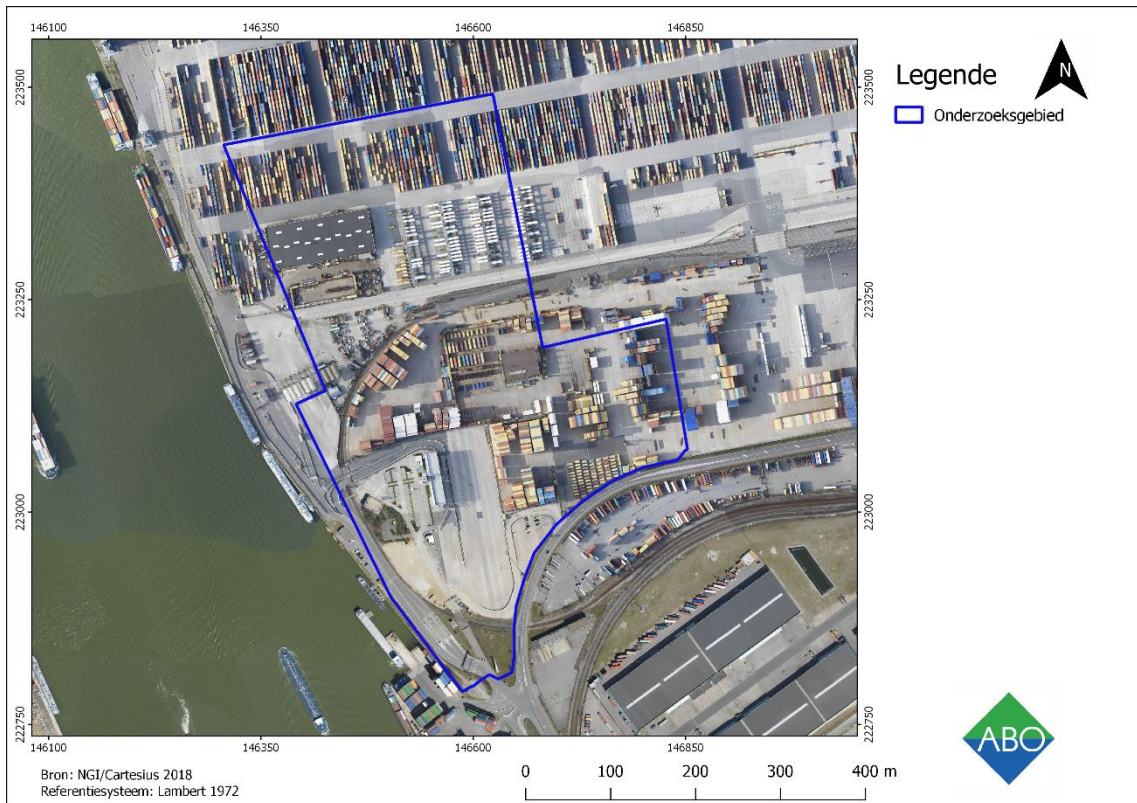 146100 146350 146600 146850
223500 223500
223250 223250
223000 223000
222750 222750
146100 146350 146600 146850
Legende
N
Onderzoeksgebied
Bron: NGI/Cartesius 2018
Referentiesysteem: Lambert 1972
0 100 200 300 400 m
ABO